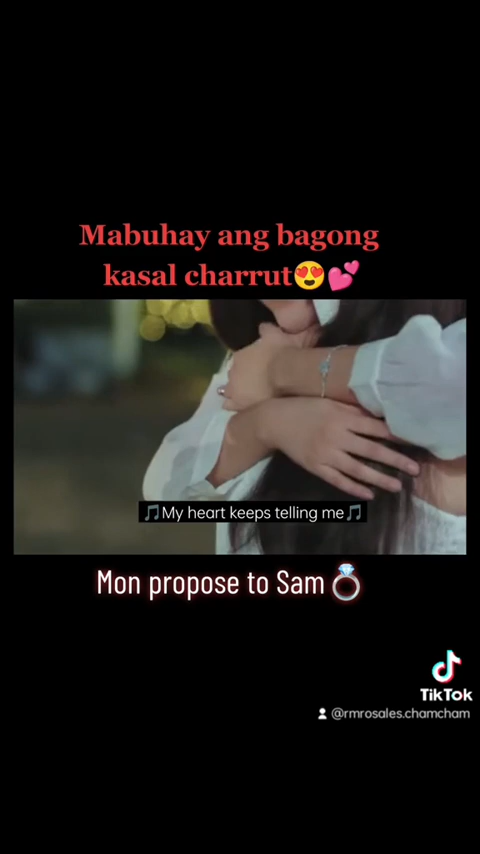 Mabuhay ang bagong
kasal charrut😍💕
🎵My heart keeps telling me🎵
Mon propose to Sam💍
TikTok
@rmrosales.chamcham